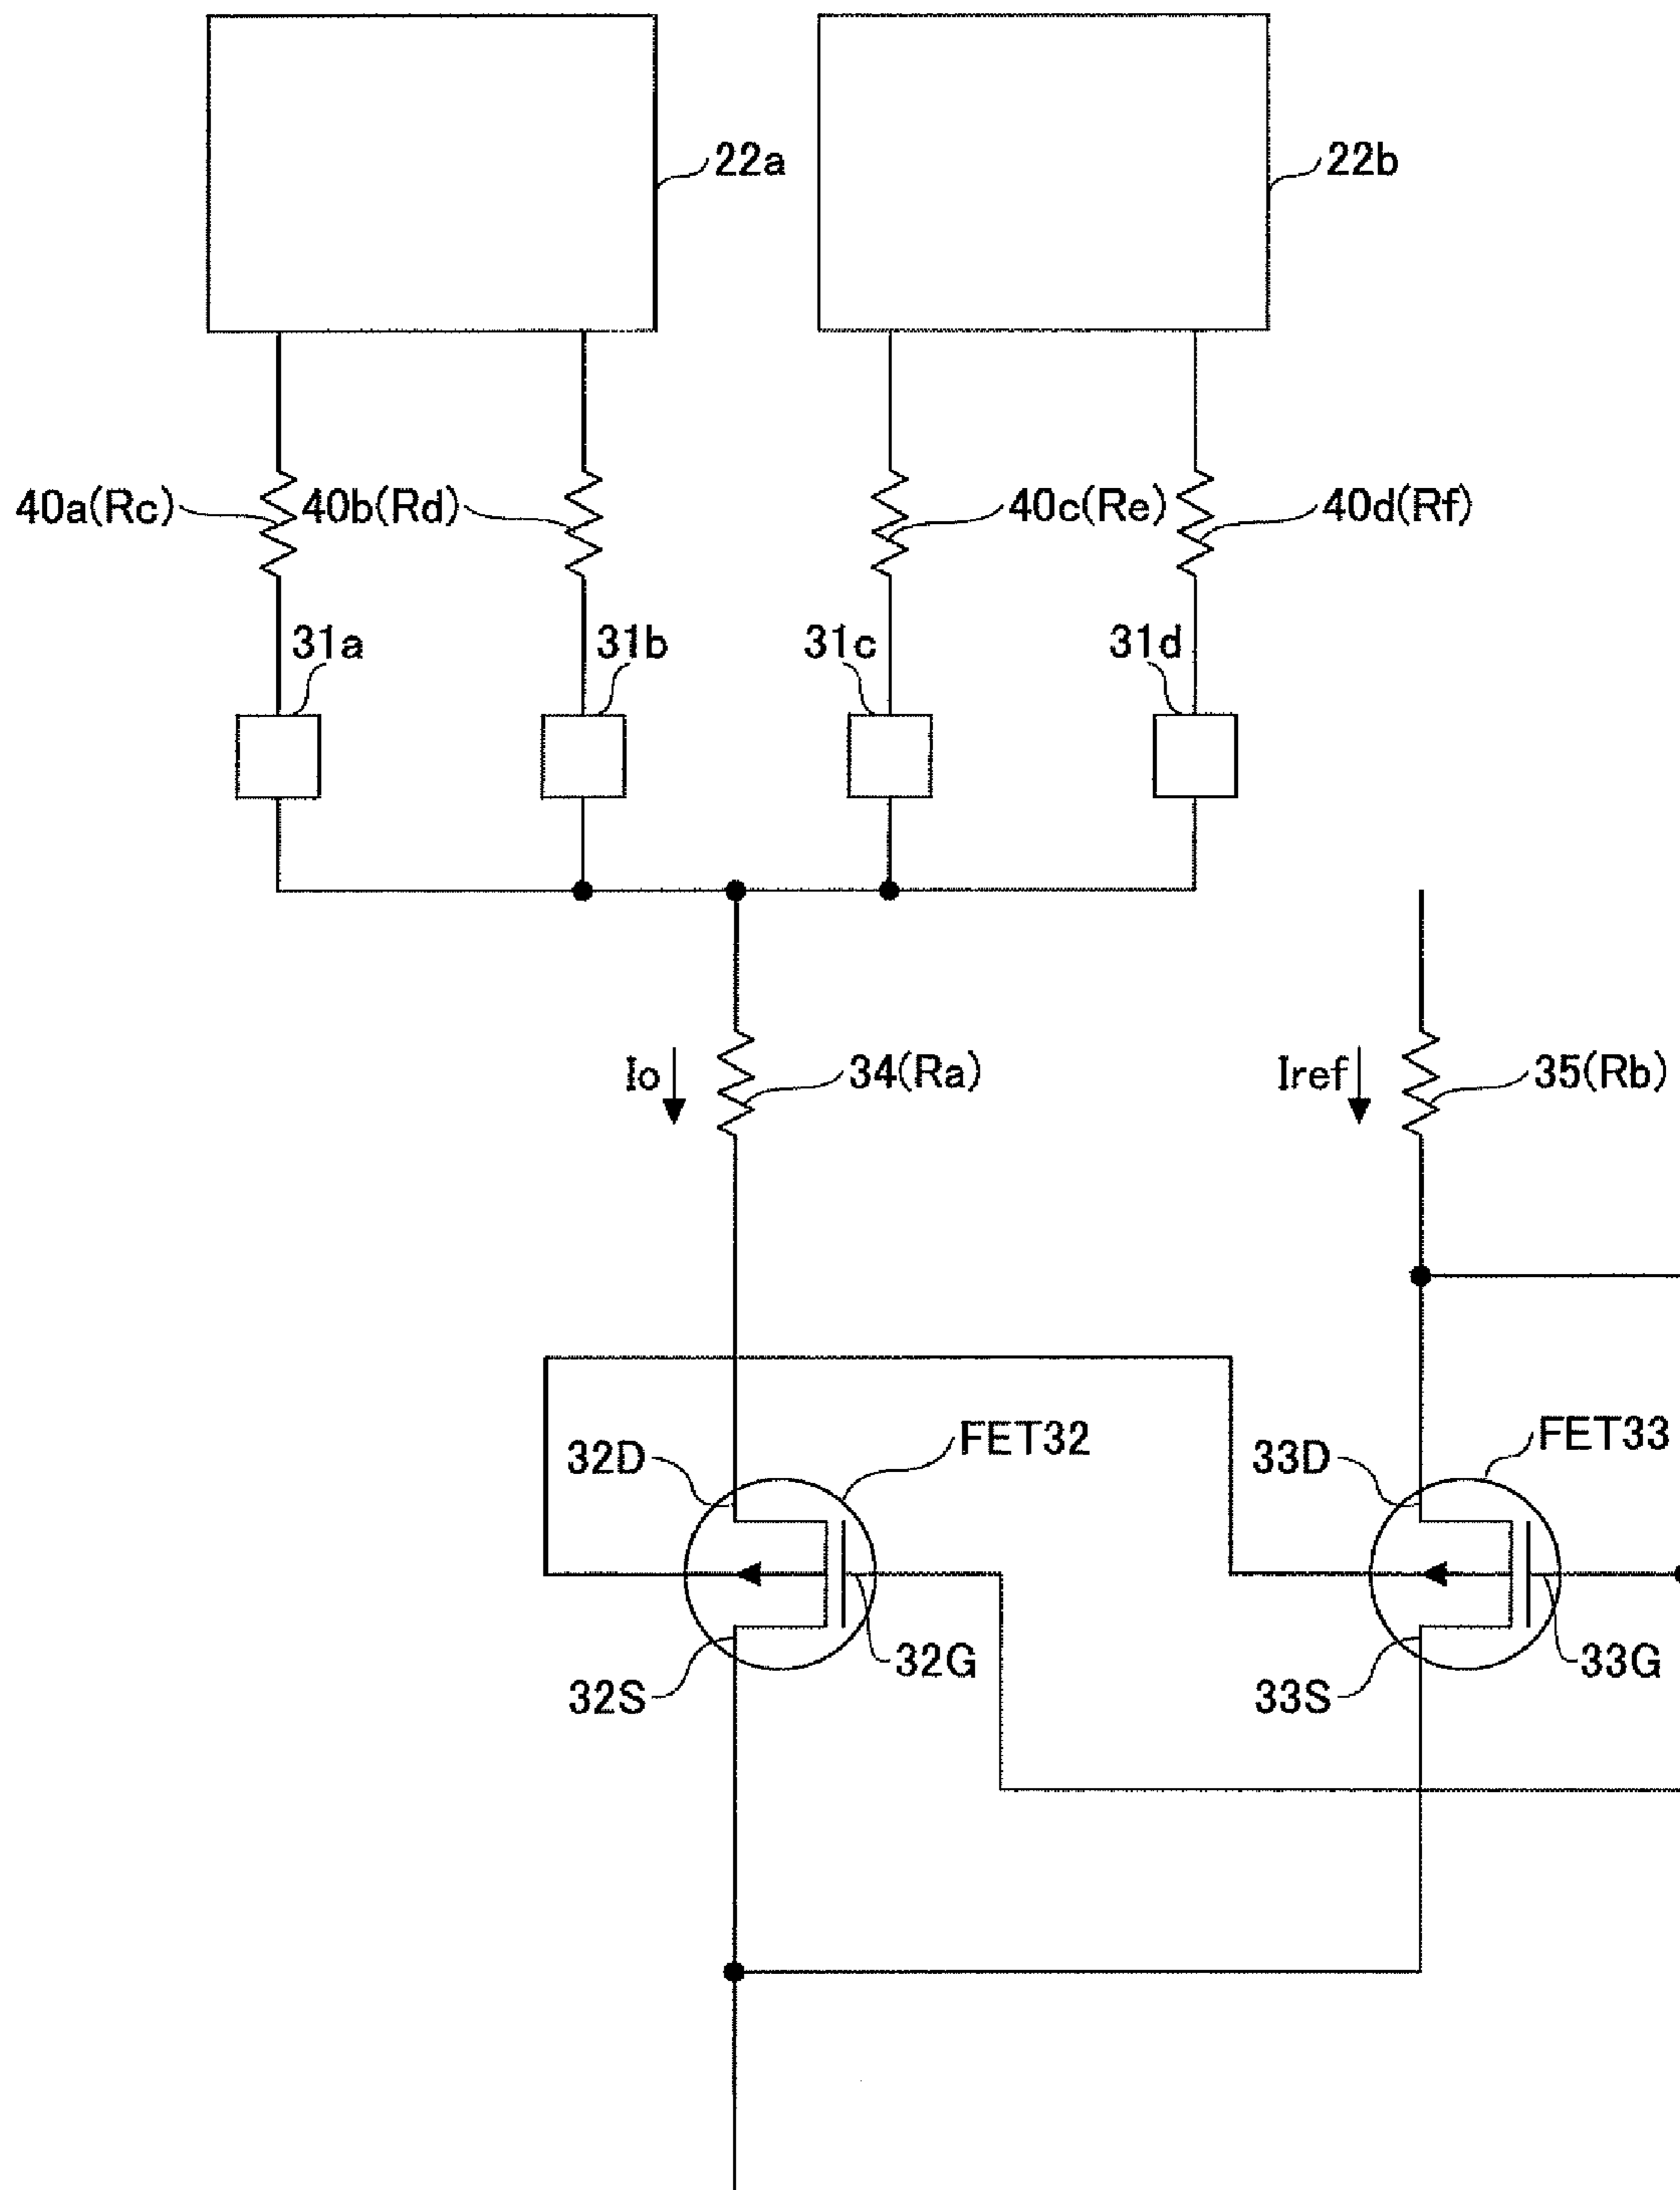 22a
22b
40a(Rc)
40b(Rd)
40c(Re)
40d(Rf)
31a
31b
31c
31d
Io
34(Ra)
Iref
35(Rb)
32D
FET32
33D
FET33
32G
33G
32S
33S